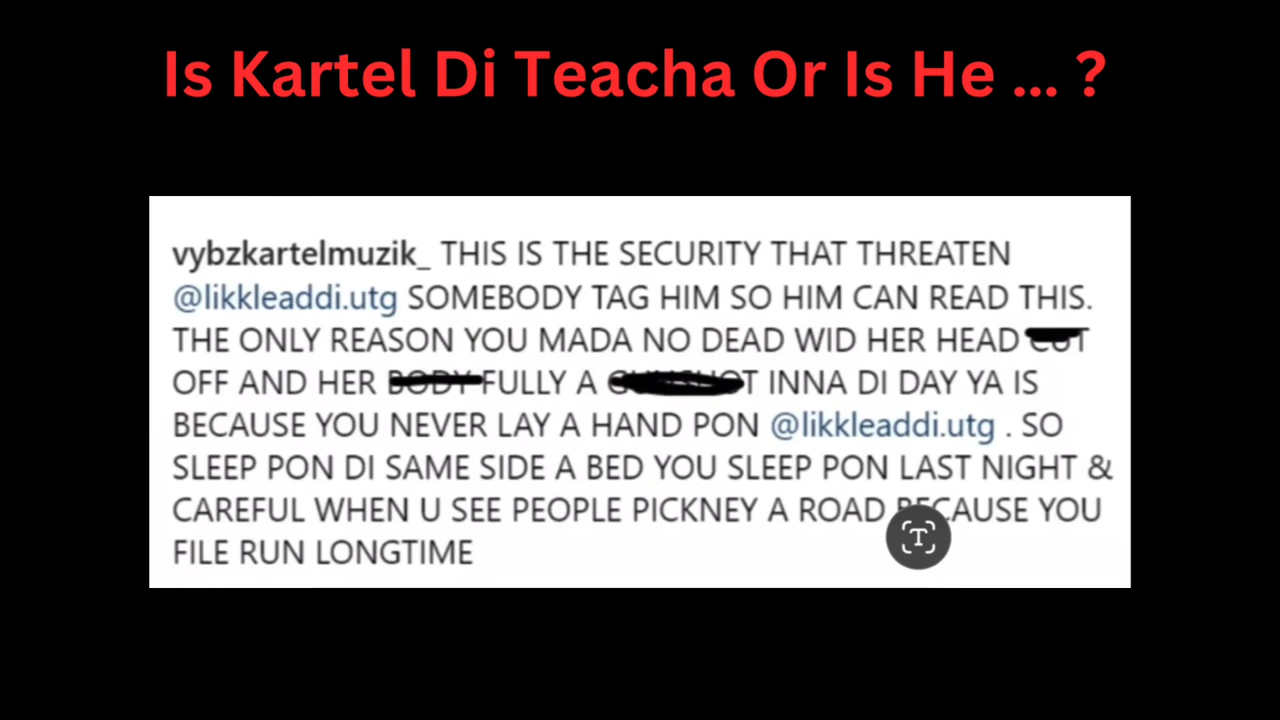 Is Kartel Di Teacha Or Is He ... ?
vybzkartelmuzik_ THIS IS THE SECURITY THAT THREATEN
@likkleaddi.utg SOMEBODY TAG HIM SO HIM CAN READ THIS.
THE ONLY REASON YOU MADA NO DEAD WID HER HEAD CUT
OFF AND HER BODY FULLY A INNA DI DAY YA IS
BECAUSE YOU NEVER LAY A HAND PON @likkleaddi.utg . SO
SLEEP PON DI SAME SIDE A BED YOU SLEEP PON LAST NIGHT &
CAREFUL WHEN U SEE PEOPLE PICKNEY A ROAD BECAUSE YOU
FILE RUN LONGTIME